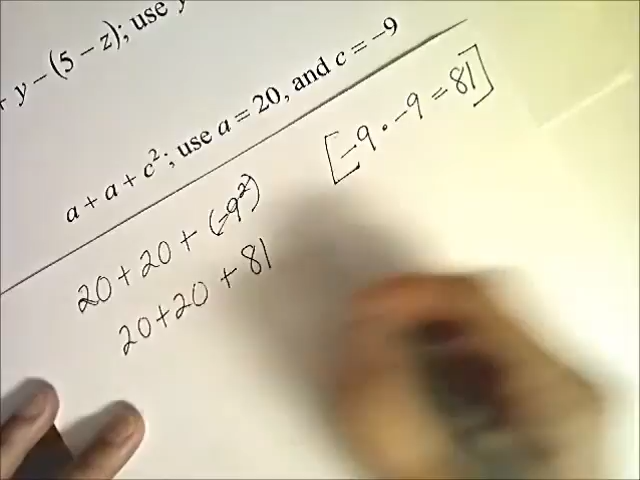 + y – (5 – z); use
a + a + c²; use a = 20, and c = –9
[-9 · -9 = 81]
20 + 20 + (-9²)
20 + 20 + 81